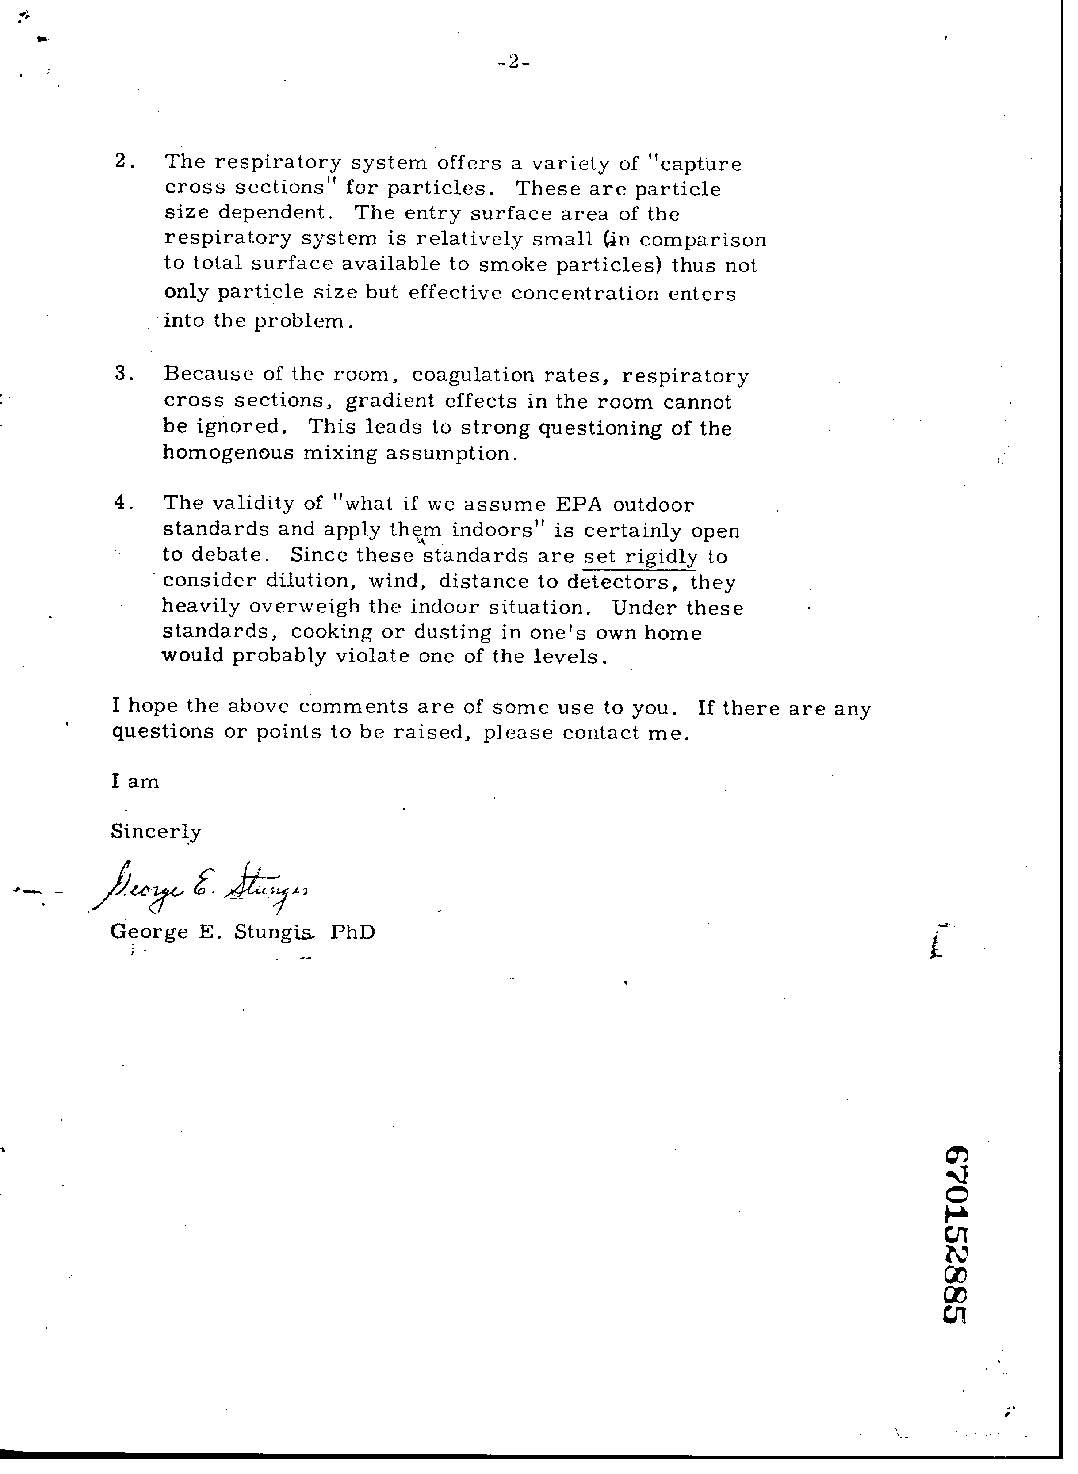 -2-
2. The respiratory system offers a variety of "capture
cross sections" for particles. These are particle
size dependent. The entry surface area of the
respiratory system is relatively small (in comparison
to total surface available to smoke particles) thus not
only particle size but effective concentration enters
into the problem.
3. Because of the room, coagulation rates, respiratory
cross sections, gradient effects in the room cannot
be ignored. This leads to strong questioning of the
homogenous mixing assumption.
4. The validity of "what if we assume EPA outdoor
standards and apply them indoors" is certainly open
to debate. Since these standards are set rigidly to
consider dilution, wind, distance to detectors, they
heavily overweigh the indoor situation. Under these
standards, cooking or dusting in one's own home
would probably violate one of the levels.
I hope the above comments are of some use to you. If there are any
questions or points to be raised, please contact me.
I am
Sincerly
George E. Stungis
George E. Stungis PhD
670152885